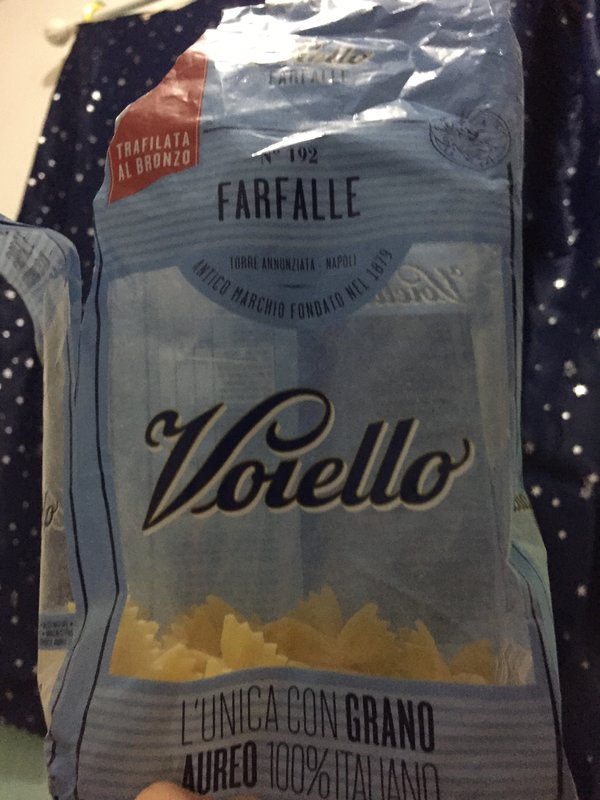 FARFALLE
TRAFILATA
AL BRONZO
N° 192
FARFALLE
TORRE ANNUNZIATA - NAPOLI
ANTICO MARCHIO FONDATO NEL 1879
Voiello
L'UNICA CON GRANO
AUREO 100% ITALIANO